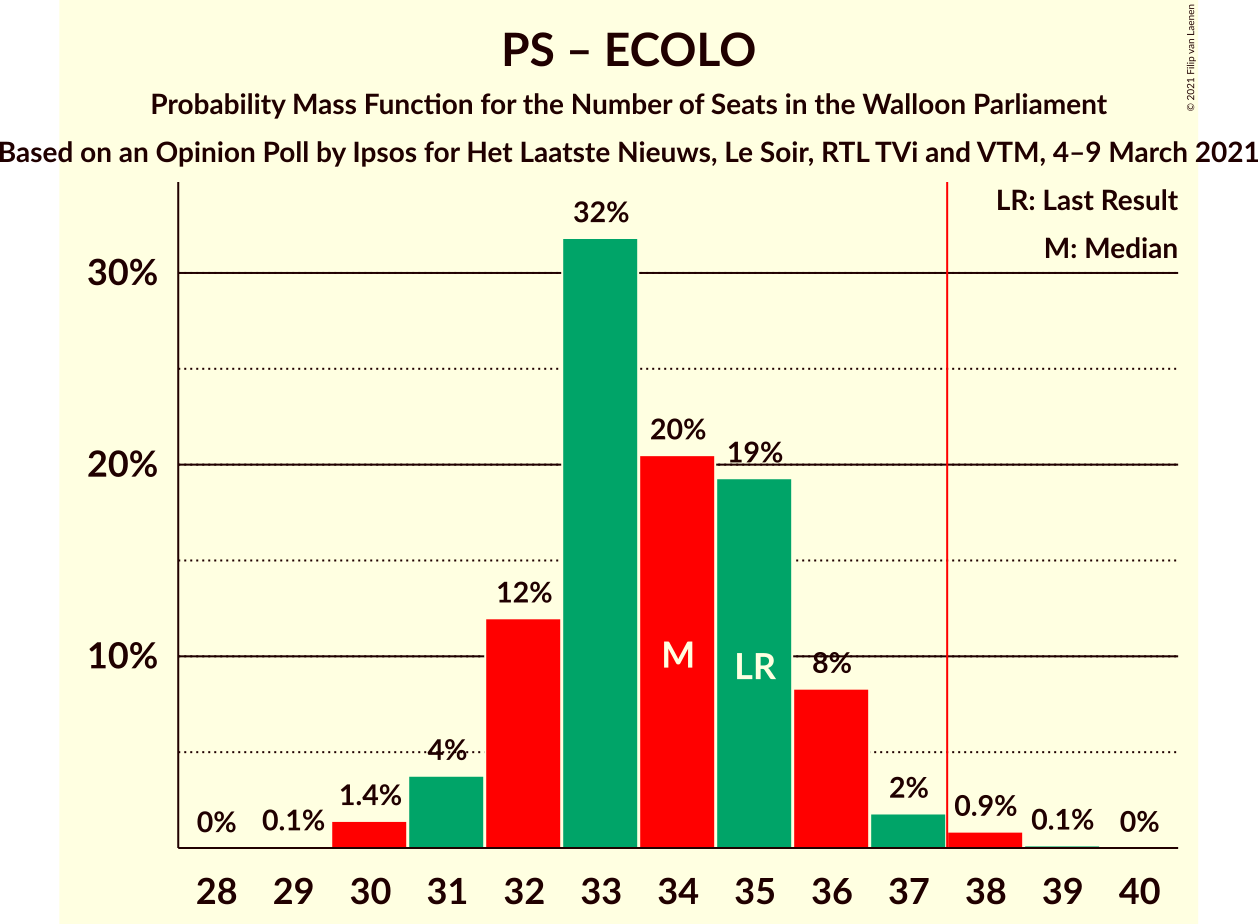 PS – ECOLO
Probability Mass Function for the Number of Seats in the Walloon Parliament
Based on an Opinion Poll by Ipsos for Het Laatste Nieuws, Le Soir, RTL TVi and VTM, 4–9 March 2021
© 2021 Filip van Laenen
LR: Last Result
M: Median
30%
20%
10%
0%
0.1%
1.4%
4%
12%
32%
20%
19%
8%
2%
0.9%
0.1%
0%
M
LR
28 29 30 31 32 33 34 35 36 37 38 39 40